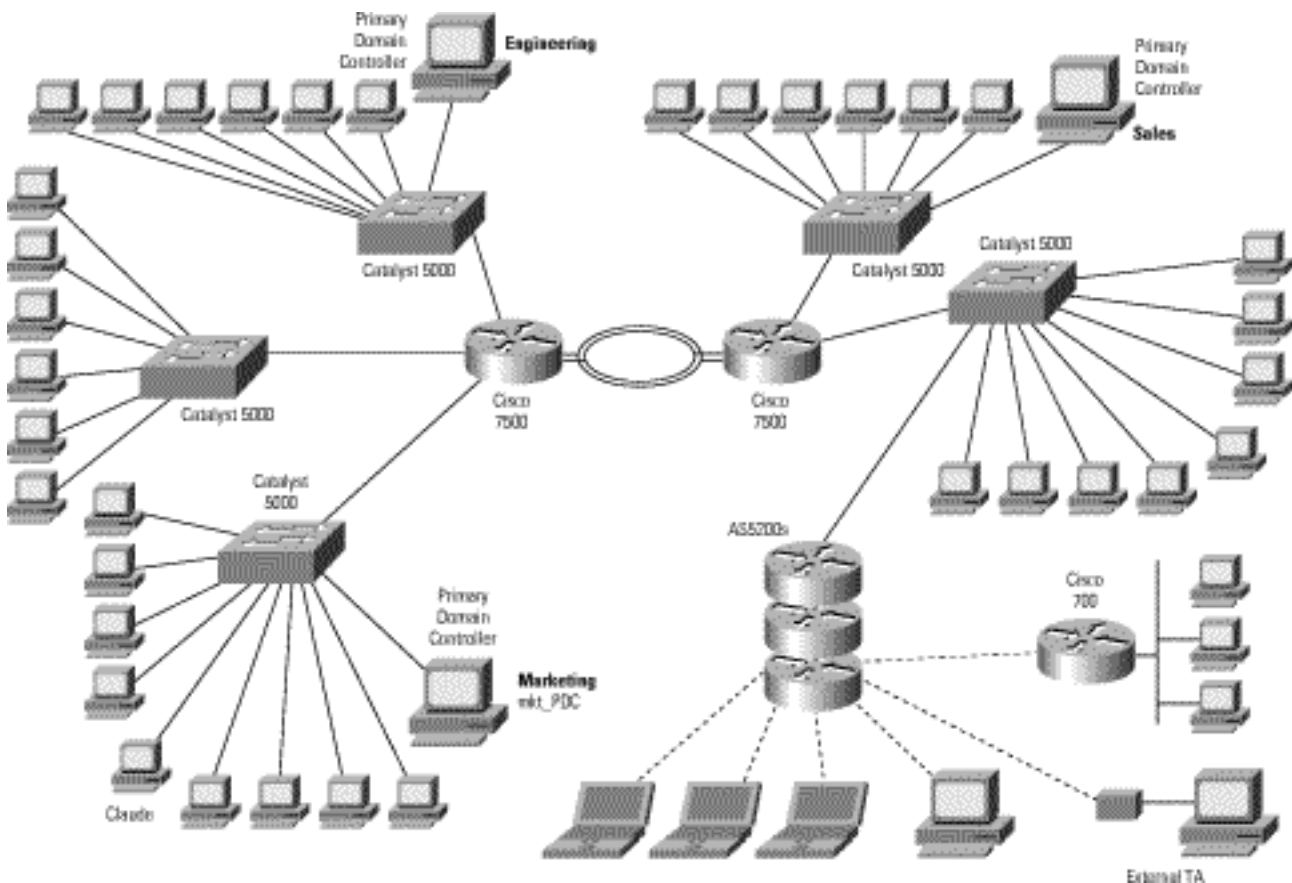 Primary
Domain
Controller
Engineering
Primary
Domain
Controller
Sales
Catalyst 5000
Catalyst 5000
Catalyst 5000
Catalyst 5000
Cisco
7500
Cisco
7500
Catalyst
5000
AS5200s
Cisco
700
Primary
Domain
Controller
Marketing
mkt_PDC
Claude
External TA